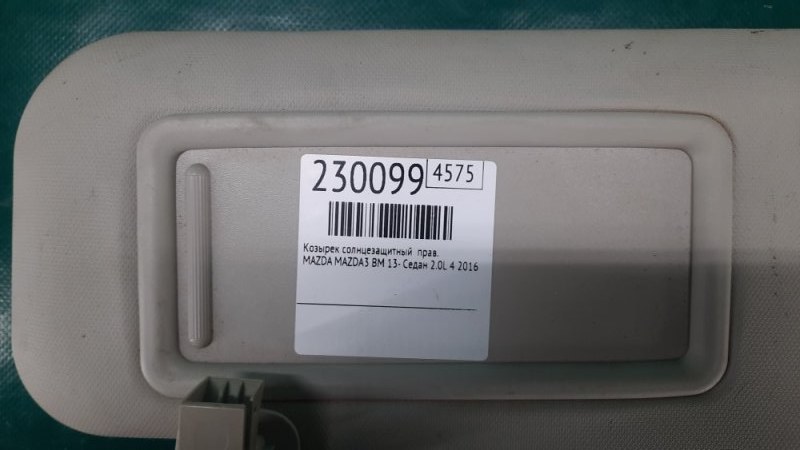 230099 4575
Козырек солнцезащитный прав.
MAZDA MAZDA3 BM 13- Седан 2.0L 4 2016